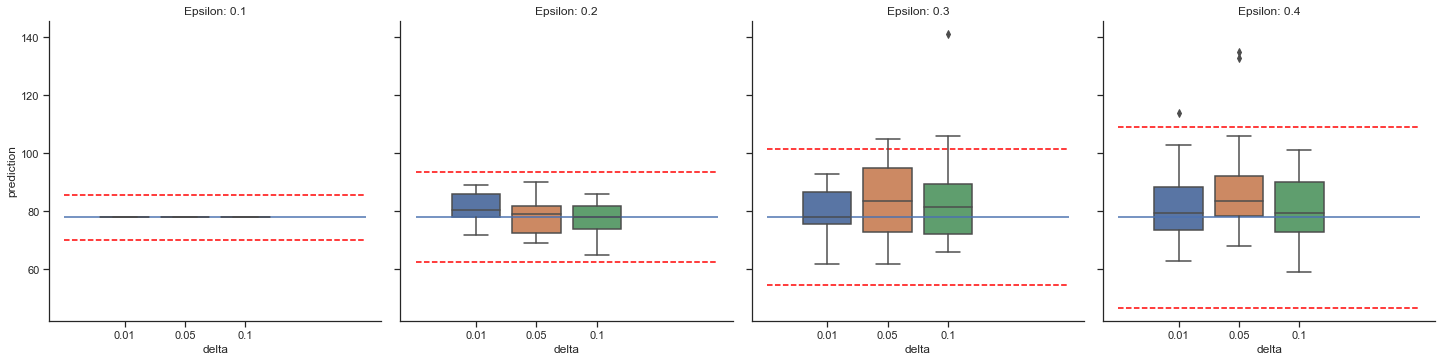 Epsilon: 0.1
Epsilon: 0.2
Epsilon: 0.3
Epsilon: 0.4
prediction
140
120
100
80
60
0.01 0.05 0.1
0.01 0.05 0.1
0.01 0.05 0.1
0.01 0.05 0.1
delta
delta
delta
delta